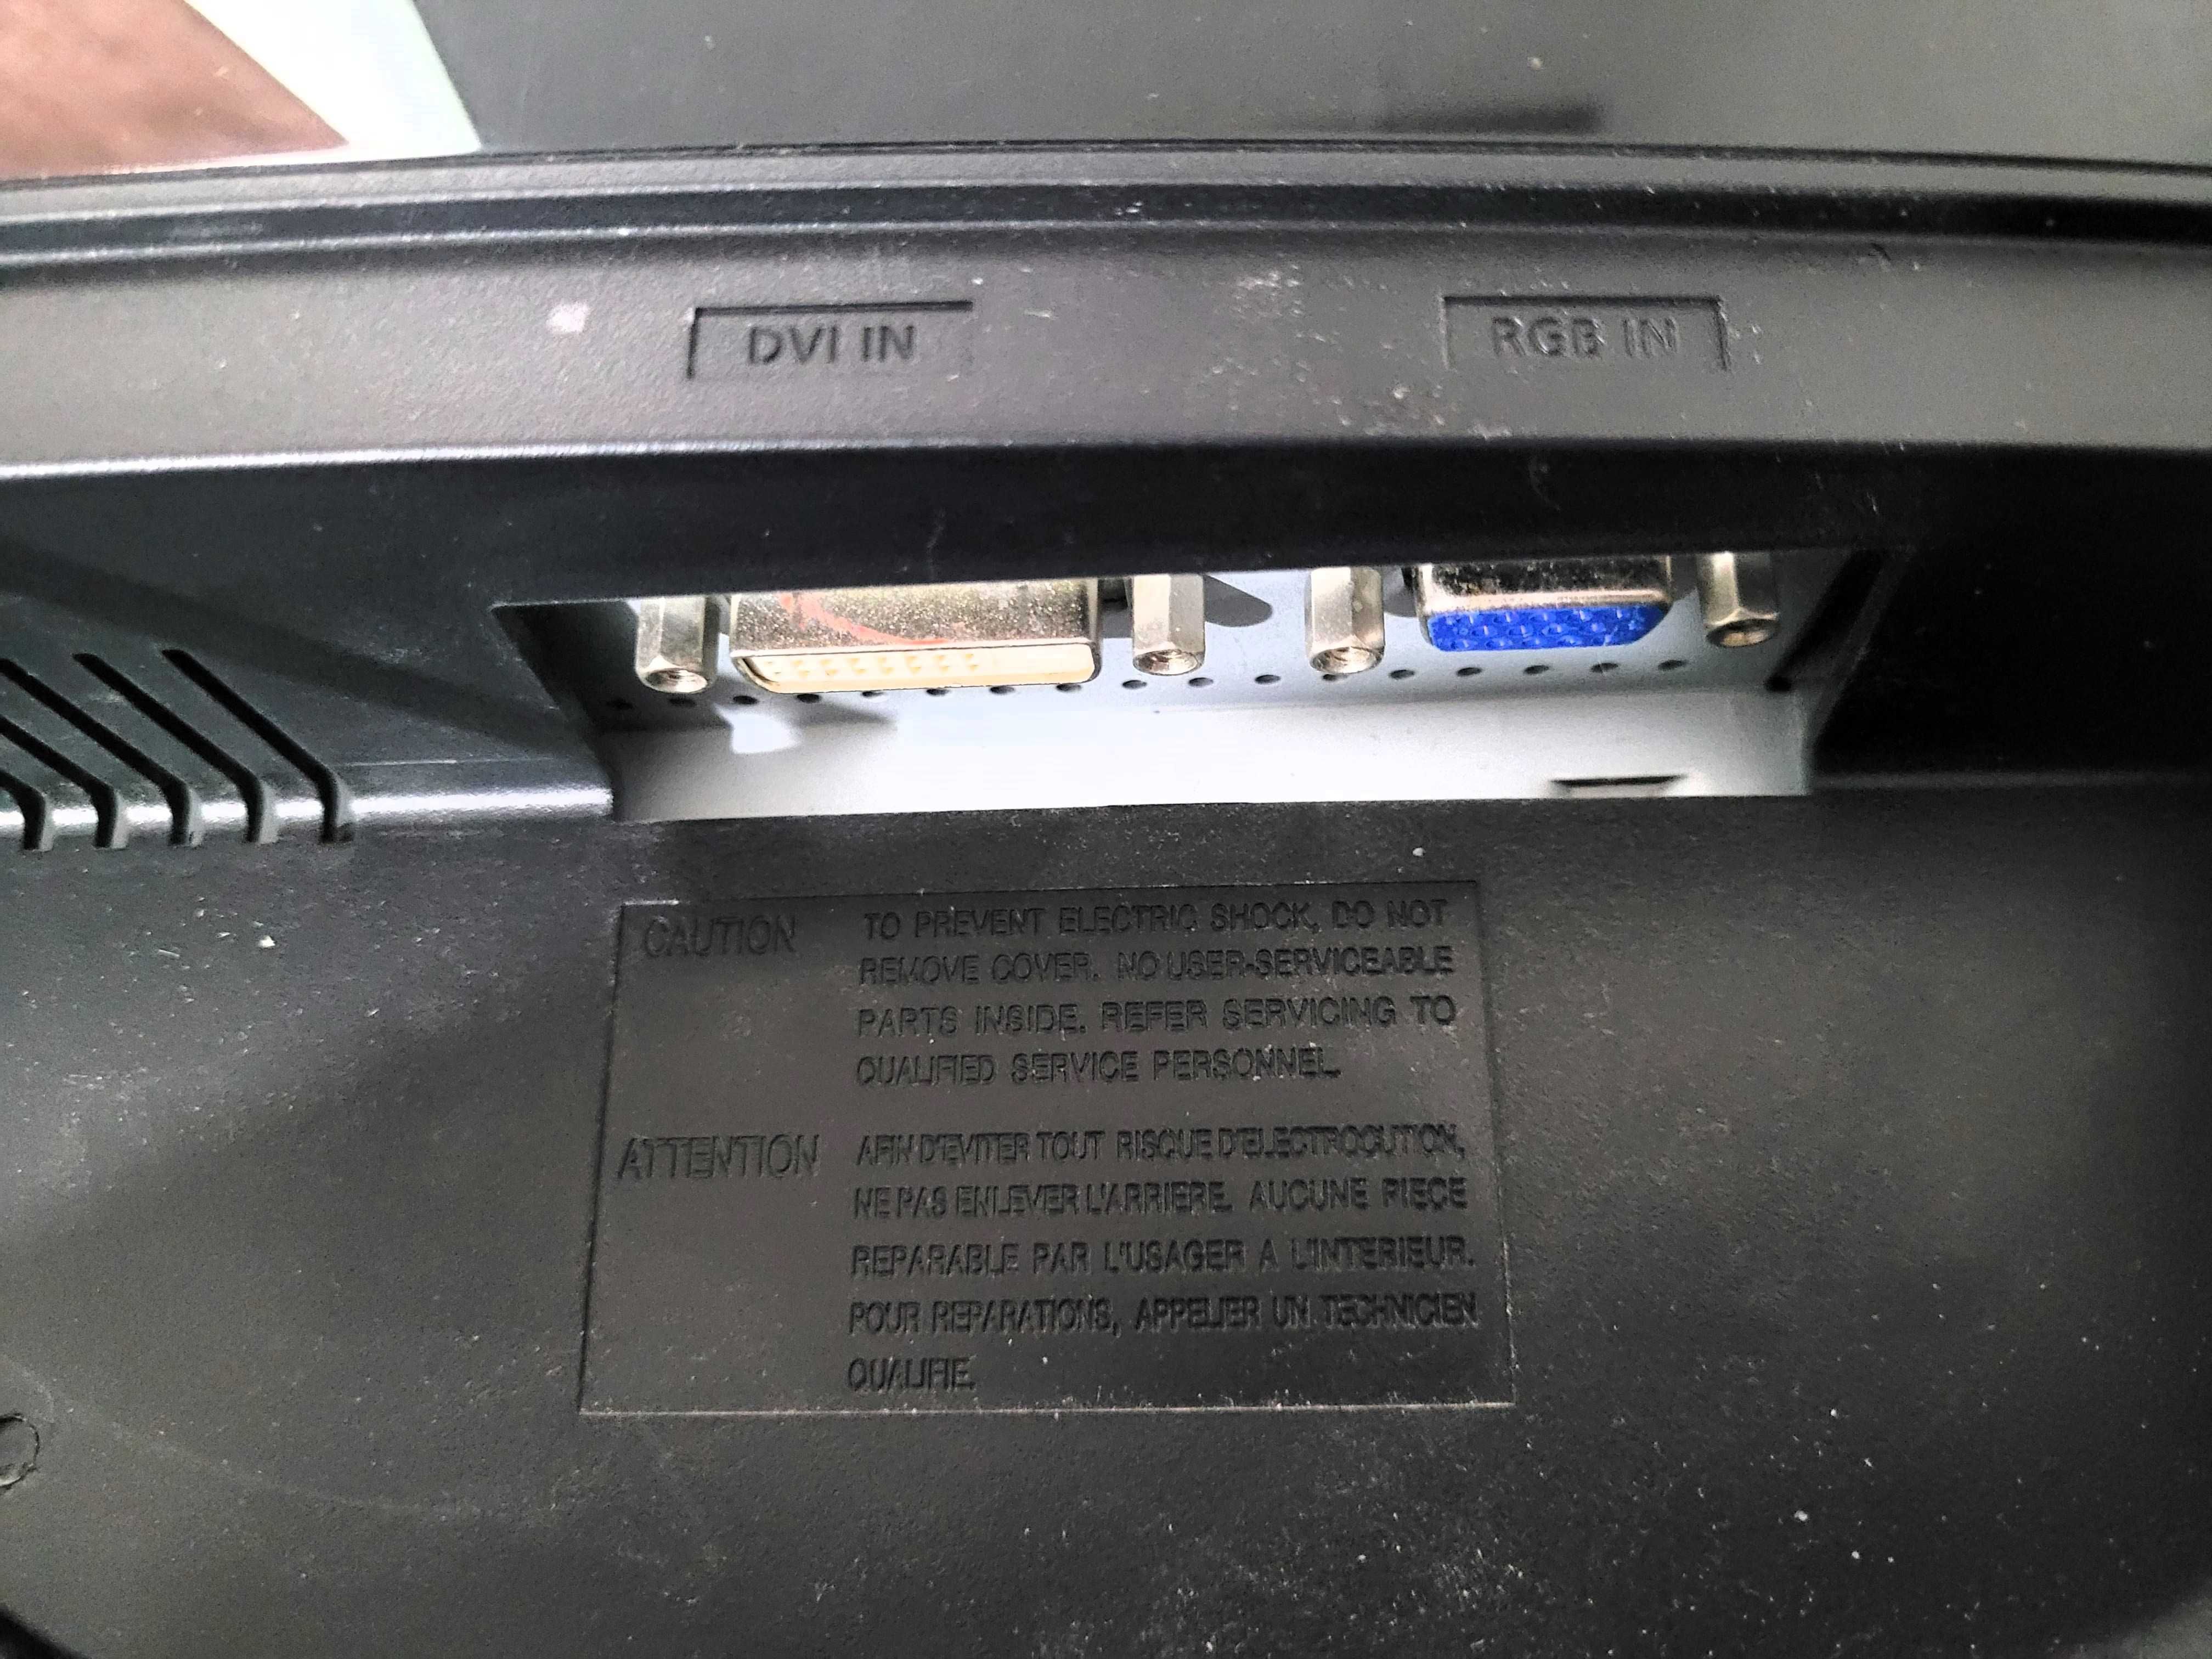 DVI IN
RGB IN
CAUTION
TO PREVENT ELECTRIC SHOCK, DO NOT
REMOVE COVER. NO USER-SERVICEABLE
PARTS INSIDE. REFER SERVICING TO
QUALIFIED SERVICE PERSONNEL.
ATTENTION
AFIN D'EVITER TOUT RISQUE D'ELECTROCUTION,
NE PAS ENLEVER L'ARRIERE. AUCUNE PIECE
REPARABLE PAR L'USAGER A L'INTERIEUR.
POUR REPARATIONS, APPELIER UN TECHNICIEN
QUALIFIE.